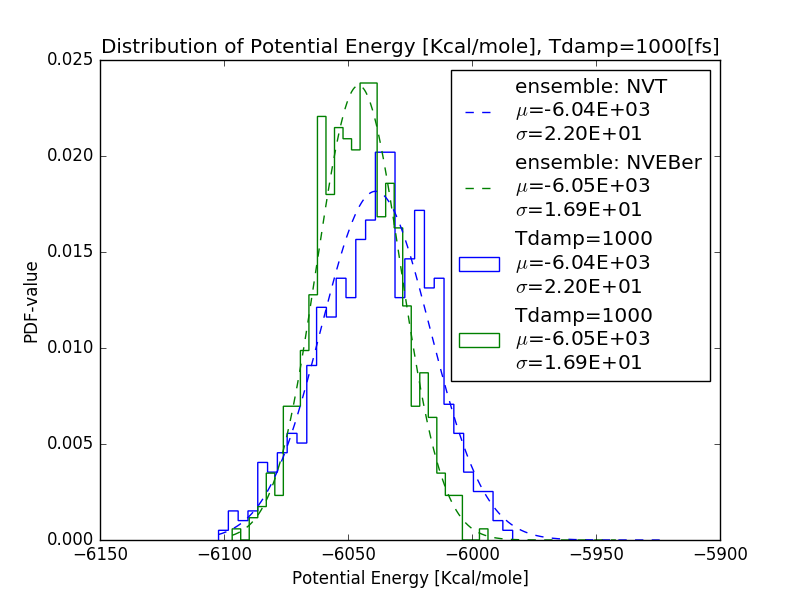 Distribution of Potential Energy [Kcal/mole], Tdamp=1000[fs]
0.025
0.020
0.015
0.010
0.005
0.000
PDF-value
ensemble: NVT
μ=-6.04E+03
σ=2.20E+01
ensemble: NVEBer
μ=-6.05E+03
σ=1.69E+01
Tdamp=1000
μ=-6.04E+03
σ=2.20E+01
Tdamp=1000
μ=-6.05E+03
σ=1.69E+01
−6150 −6100 −6050 −6000 −5950 −5900
Potential Energy [Kcal/mole]